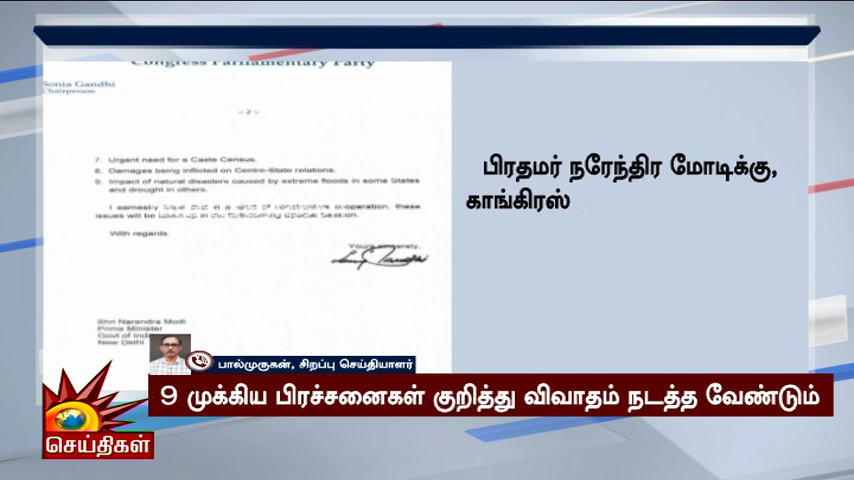 Congress Parliamentary Party
Sonia Gandhi
Chairperson
-2-
7. Urgent need for a Caste Census.
8. Damages being inflicted on Centre-State relations.
9. Impact of natural disasters caused by extreme floods in some States
and drought in others.
I earnestly hope that in a spirit of constructive co-operation, these
issues will be taken up in the forthcoming Special Session.
With regards.
Yours sincerely,
Shri Narendra Modi
Prime Minister
Govt of India
New Delhi
பிரதமர் நரேந்திர மோடிக்கு,
காங்கிரஸ்
பால்முருகன், சிறப்பு செய்தியாளர்
9 முக்கிய பிரச்சனைகள் குறித்து விவாதம் நடத்த வேண்டும்
செய்திகள்